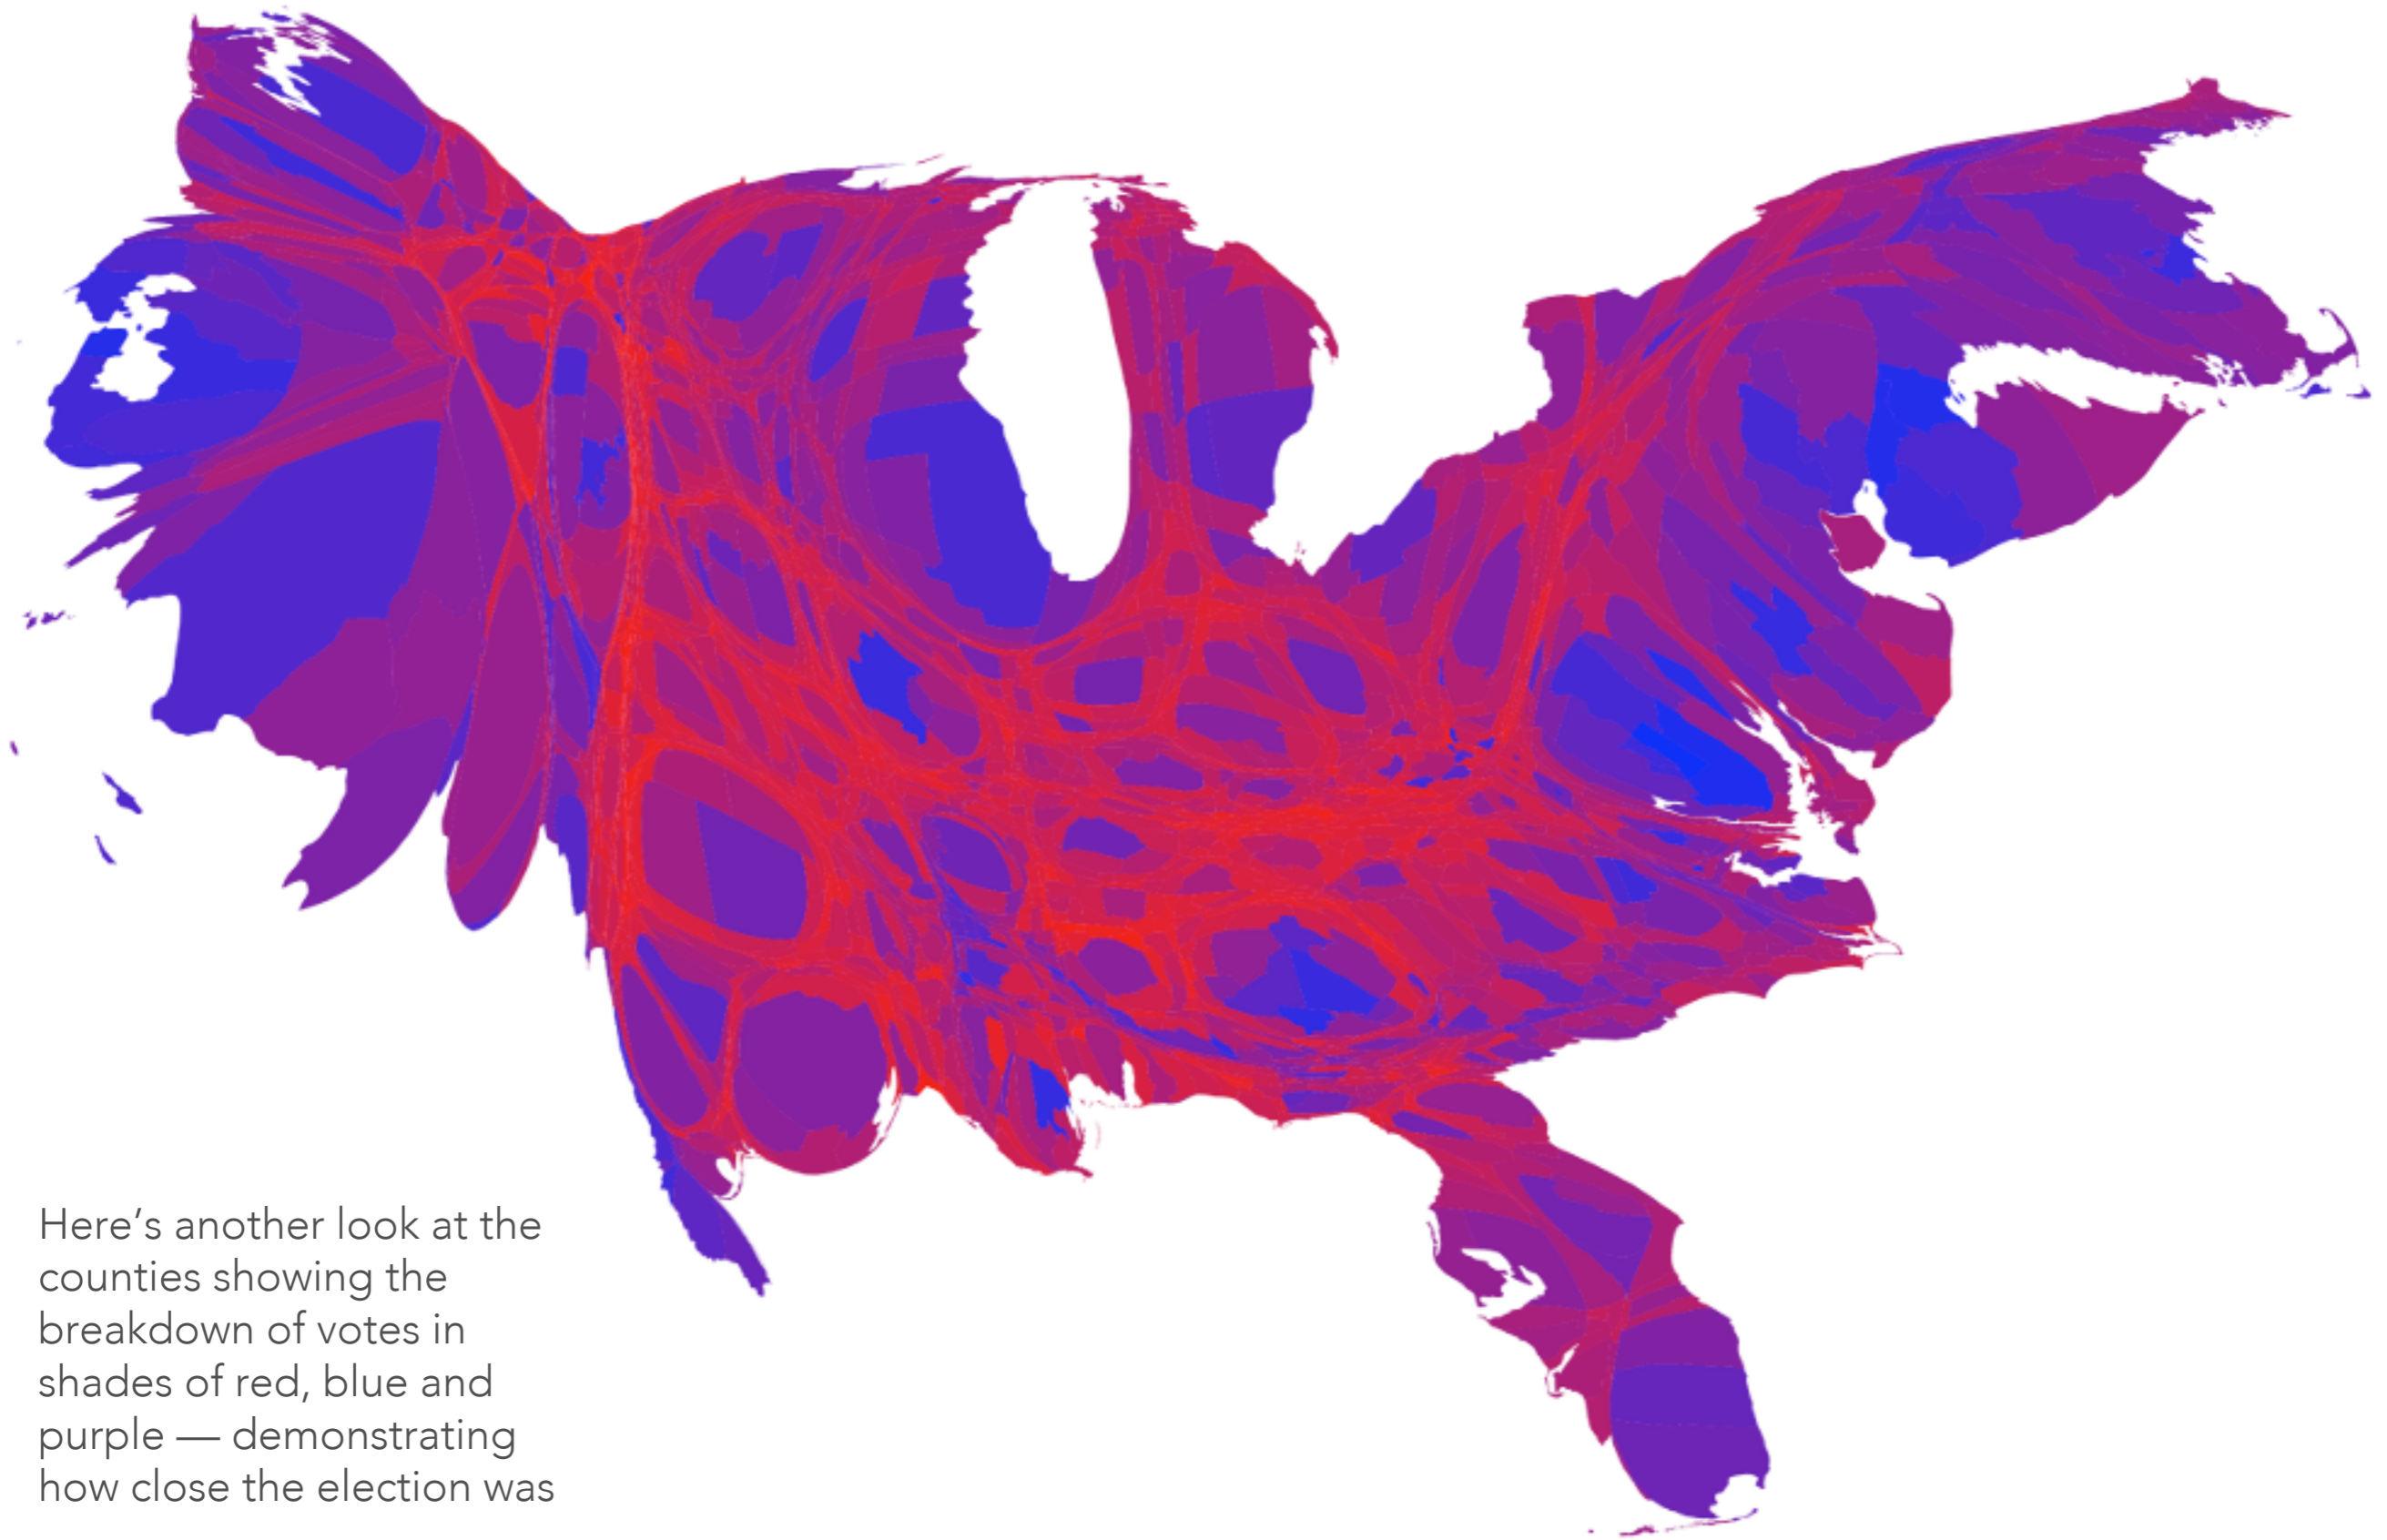 Here’s another look at the
counties showing the
breakdown of votes in
shades of red, blue and
purple — demonstrating
how close the election was